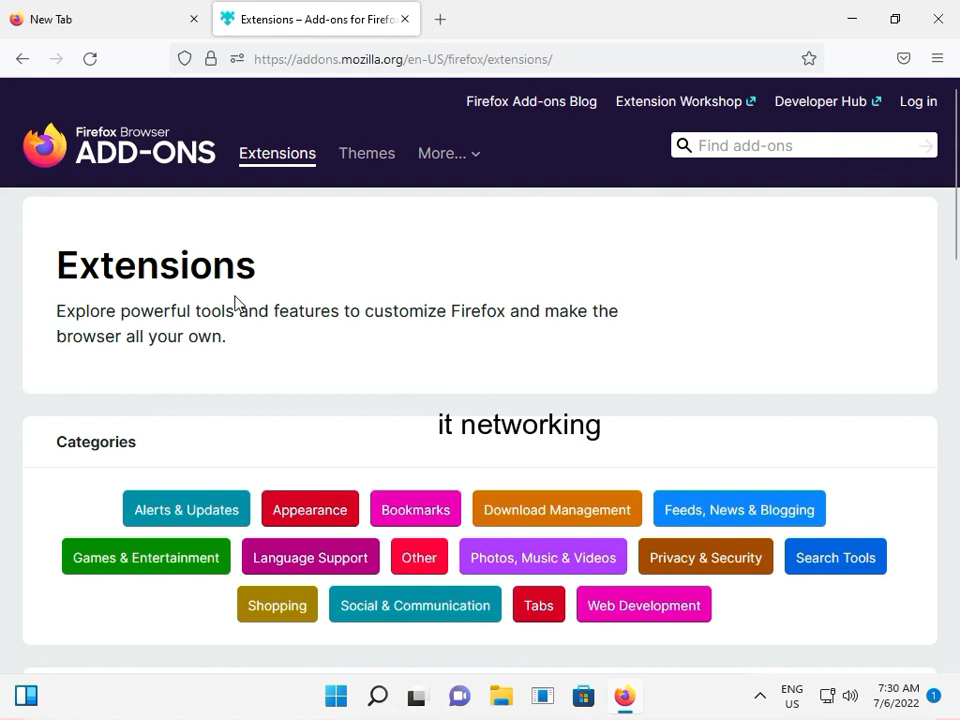 New Tab
Extensions – Add-ons for Firefo
https://addons.mozilla.org/en-US/firefox/extensions/
Firefox Add-ons Blog Extension Workshop Developer Hub Log in
Firefox Browser
ADD-ONS
Extensions Themes More... Find add-ons
Extensions
Explore powerful tools and features to customize Firefox and make the
browser all your own.
it networking
Categories
Alerts & Updates Appearance Bookmarks Download Management Feeds, News & Blogging
Games & Entertainment Language Support Other Photos, Music & Videos Privacy & Security Search Tools
Shopping Social & Communication Tabs Web Development
ENG
US
7:30 AM
7/6/2022
1